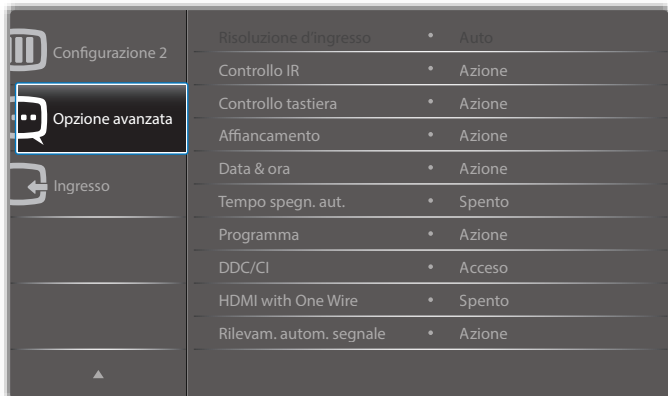 Configurazione 2
Opzione avanzata
Ingresso
Risoluzione d'ingresso • Auto
Controllo IR • Azione
Controllo tastiera • Azione
Affiancamento • Azione
Data & ora • Azione
Tempo spegn. aut. • Spento
Programma • Azione
DDC/CI • Acceso
HDMI with One Wire • Spento
Rilevam. autom. segnale • Azione